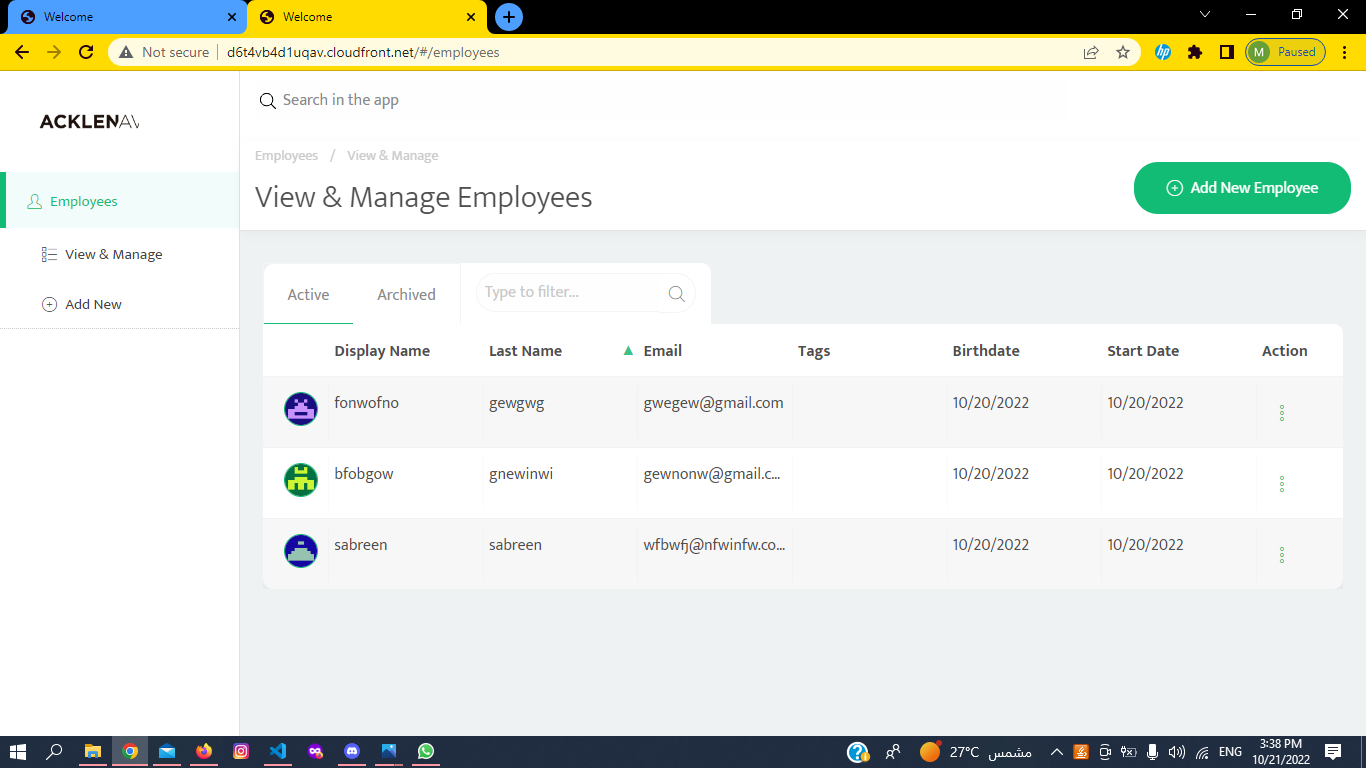 Welcome
Welcome
Not secure
d6t4vb4d1uqav.cloudfront.net/#/employees
M Paused
ACKLENAV
Search in the app
Employees / View & Manage
View & Manage Employees
Add New Employee
Employees
View & Manage
Add New
Active
Archived
Type to filter...
Display Name
Last Name
Email
Tags
Birthdate
Start Date
Action
fonwofno gewgwg gwegew@gmail.com 10/20/2022 10/20/2022
bfobgow gnewinwi gewnonw@gmail.c... 10/20/2022 10/20/2022
sabreen sabreen wfbwfj@nfwinfw.co... 10/20/2022 10/20/2022
27°C مشمس
ENG
3:38 PM
10/21/2022